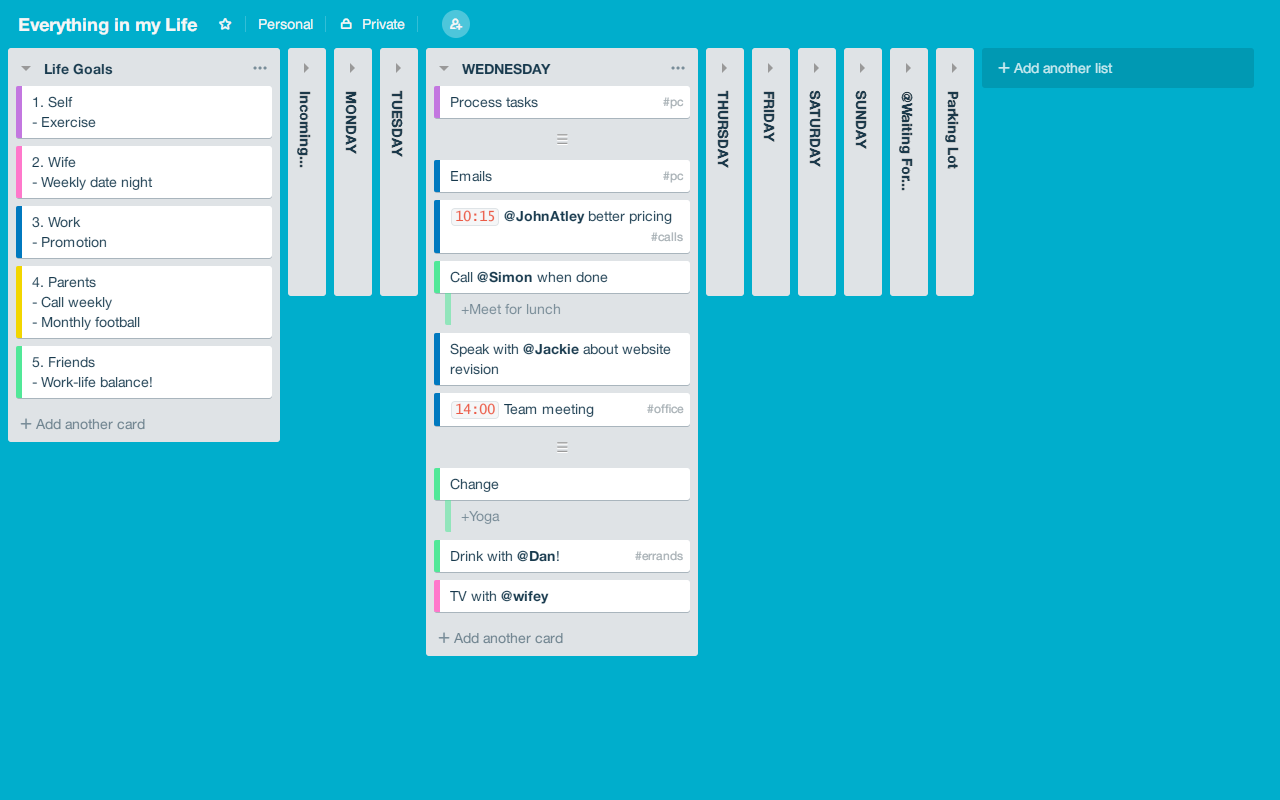 Everything in my Life
Personal
Private
Life Goals
1. Self
- Exercise
2. Wife
- Weekly date night
3. Work
- Promotion
4. Parents
- Call weekly
- Monthly football
5. Friends
- Work-life balance!
+ Add another card
Incoming...
MONDAY
TUESDAY
WEDNESDAY
Process tasks #pc
Emails #pc
10:15 @JohnAtley better pricing
#calls
Call @Simon when done
+Meet for lunch
Speak with @Jackie about website
revision
14:00 Team meeting #office
Change
+Yoga
Drink with @Dan! #errands
TV with @wifey
+ Add another card
THURSDAY
FRIDAY
SATURDAY
SUNDAY
@Waiting For...
Parking Lot
+ Add another list